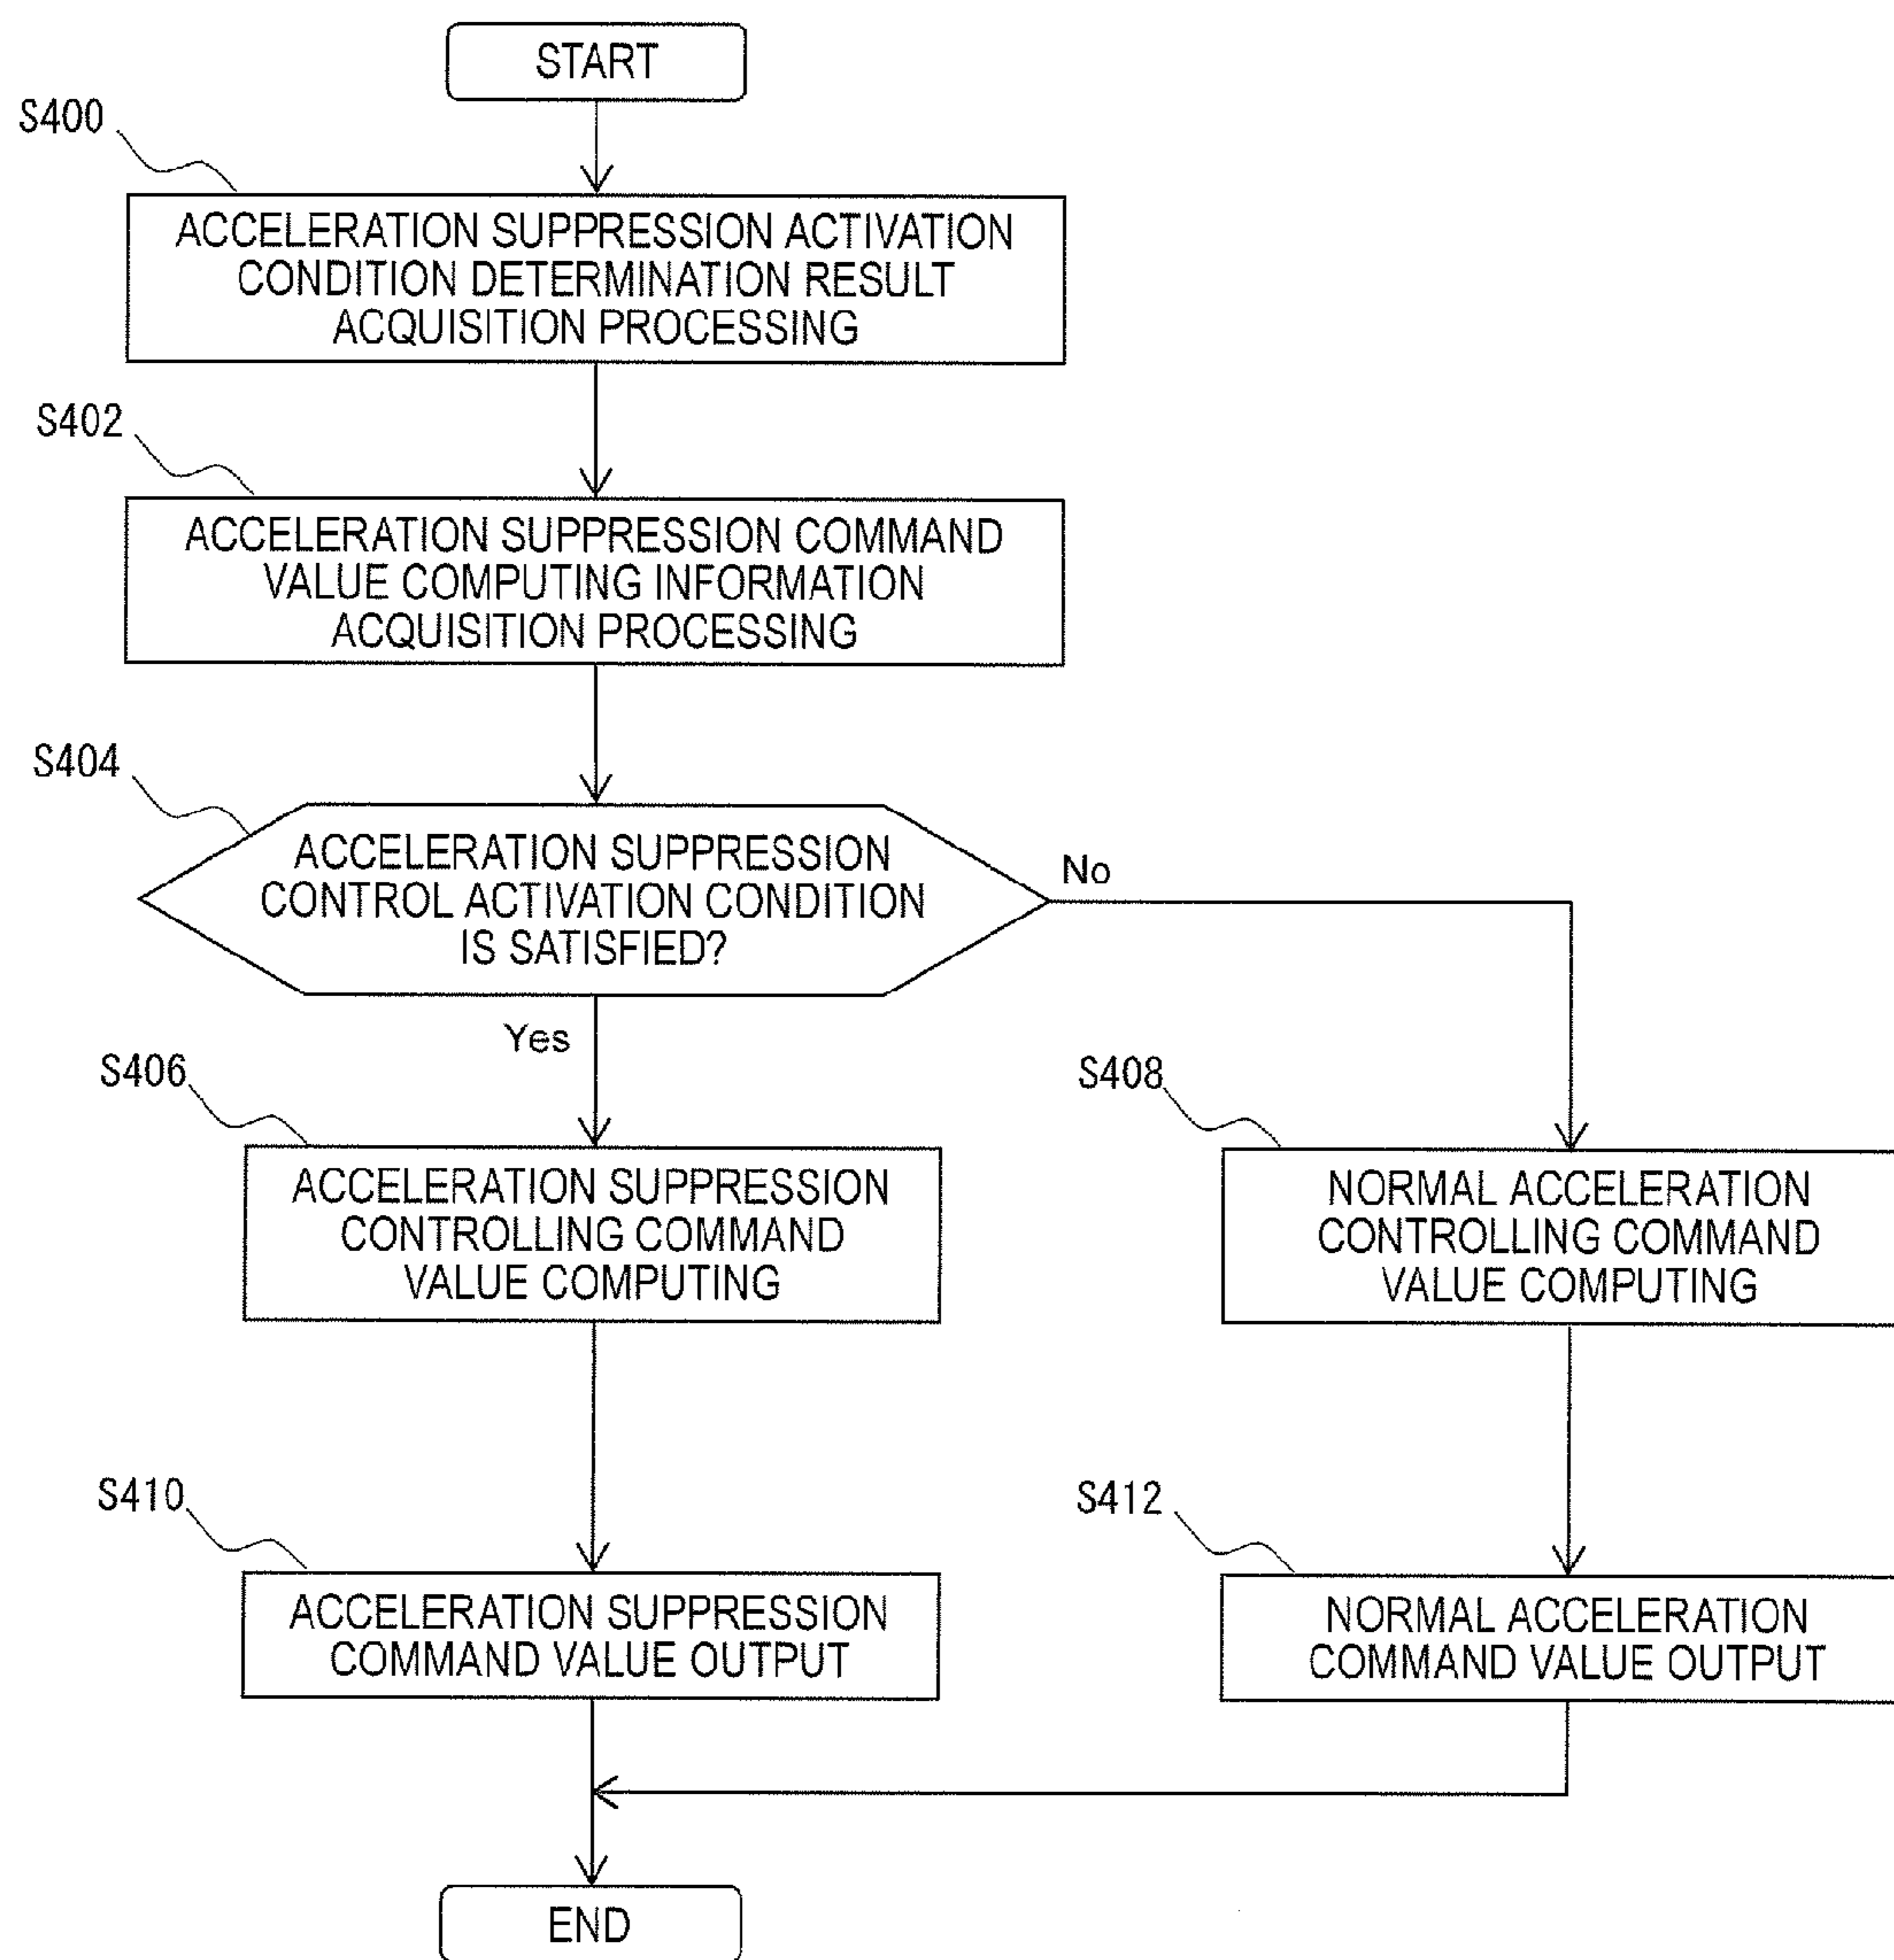 START
S400
ACCELERATION SUPPRESSION ACTIVATION
CONDITION DETERMINATION RESULT
ACQUISITION PROCESSING
S402
ACCELERATION SUPPRESSION COMMAND
VALUE COMPUTING INFORMATION
ACQUISITION PROCESSING
S404
ACCELERATION SUPPRESSION
CONTROL ACTIVATION CONDITION
IS SATISFIED?
No
Yes
S406
ACCELERATION SUPPRESSION
CONTROLLING COMMAND
VALUE COMPUTING
S408
NORMAL ACCELERATION
CONTROLLING COMMAND
VALUE COMPUTING
S410
ACCELERATION SUPPRESSION
COMMAND VALUE OUTPUT
S412
NORMAL ACCELERATION
COMMAND VALUE OUTPUT
END